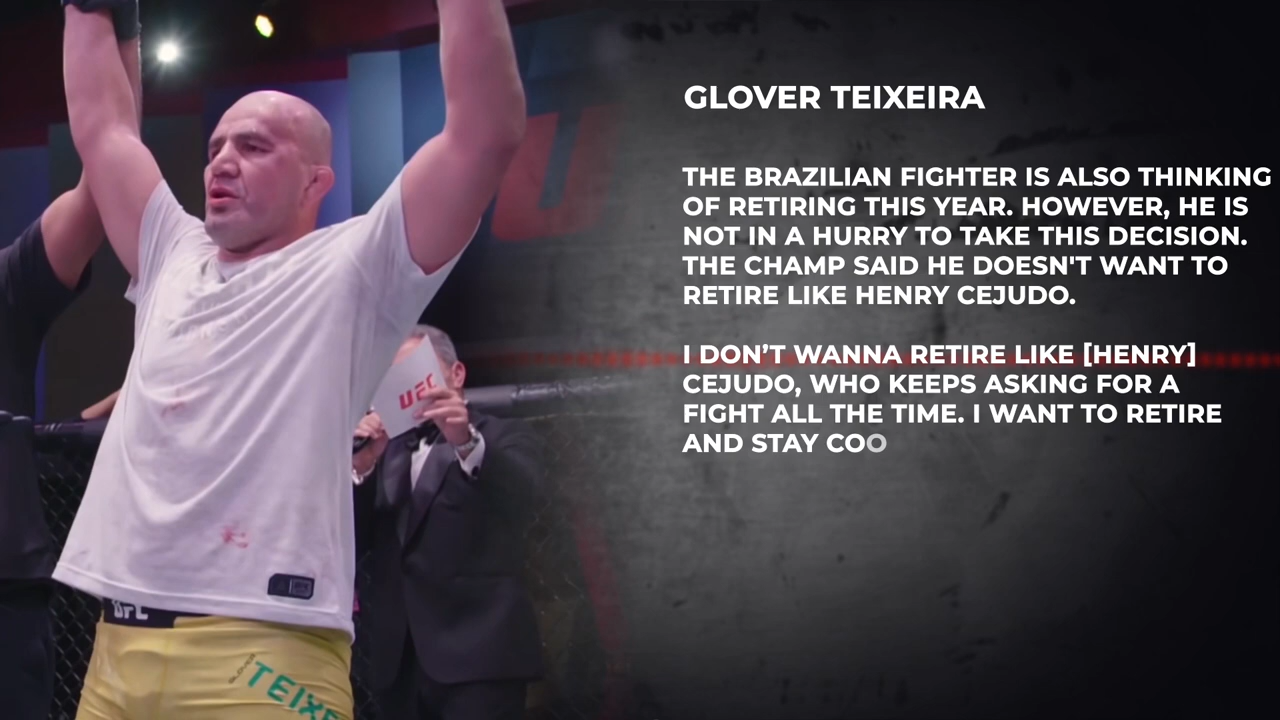 GLOVER TEIXEIRA
THE BRAZILIAN FIGHTER IS ALSO THINKING
OF RETIRING THIS YEAR. HOWEVER, HE IS
NOT IN A HURRY TO TAKE THIS DECISION.
THE CHAMP SAID HE DOESN'T WANT TO
RETIRE LIKE HENRY CEJUDO.
I DON’T WANNA RETIRE LIKE [HENRY]
CEJUDO, WHO KEEPS ASKING FOR A
FIGHT ALL THE TIME. I WANT TO RETIRE
AND STAY COO
UFC
UFC
GLOVER
TEIXE